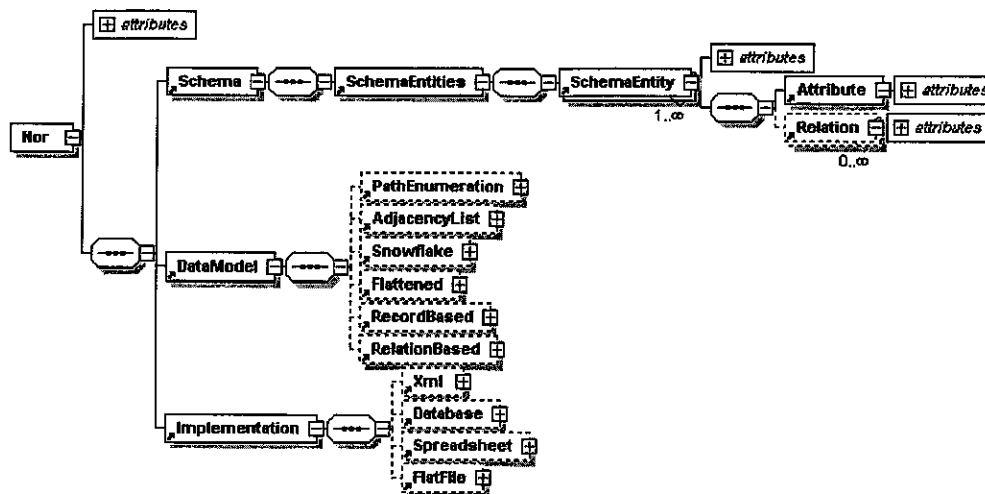 attributes
Schema
SchemaEntities
SchemaEntity
1..∞
attributes
Attribute
attributes
Relation
attributes
0..∞
Nor
DataModel
PathEnumeration
AdjacencyList
Snowflake
Flattened
RecordBased
RelationBased
Implementation
Xml
Database
Spreadsheet
FlatFile